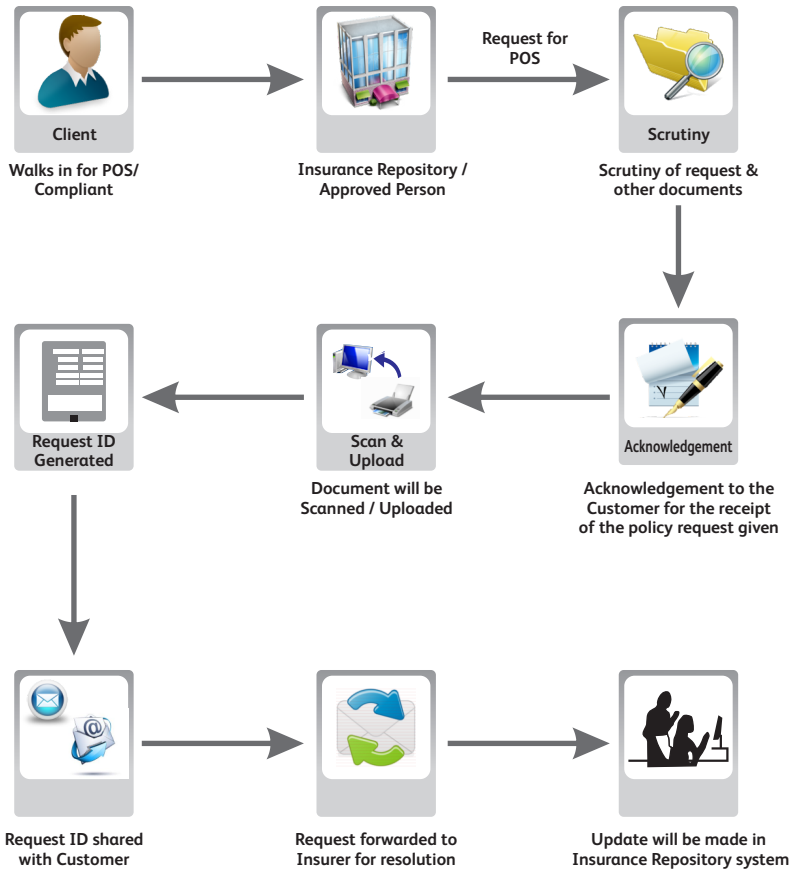 Request for
POS
Client
Scrutiny
Walks in for POS/
Compliant
Insurance Repository /
Approved Person
Scrutiny of request &
other documents
Request ID
Generated
Scan &
Upload
Acknowledgement
Document will be
Scanned / Uploaded
Acknowledgement to the
Customer for the receipt
of the policy request given
Request ID shared
with Customer
Request forwarded to
Insurer for resolution
Update will be made in
Insurance Repository system